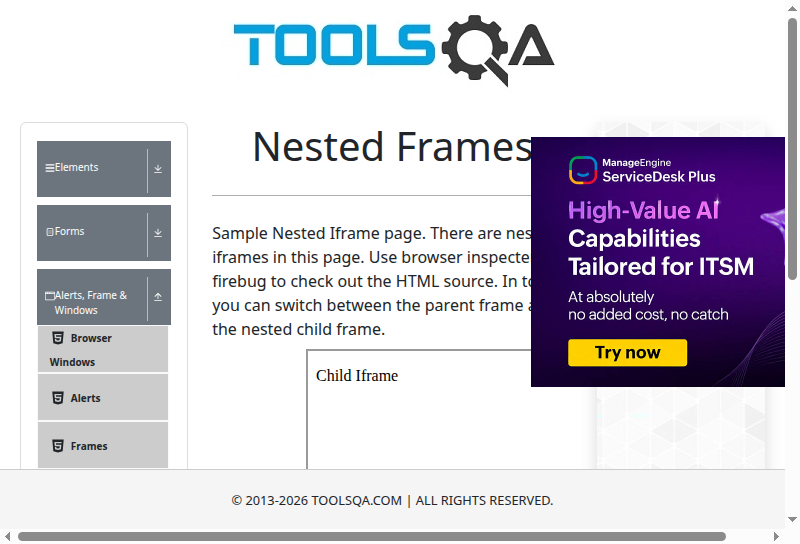 TOOLSQA
Elements
Forms
Alerts, Frame &
Windows
Browser
Windows
Alerts
Frames
Nested Frames
Sample Nested Iframe page. There are
iframes in this page. Use browser
firebug to check out the HTML source. In
you can switch between the parent frame
the nested child frame.
Child Iframe
ManageEngine
ServiceDesk Plus
High-Value AI
Capabilities
Tailored for ITSM
At absolutely
no added cost, no catch
Try now
© 2013-2026 TOOLSQA.COM | ALL RIGHTS RESERVED.